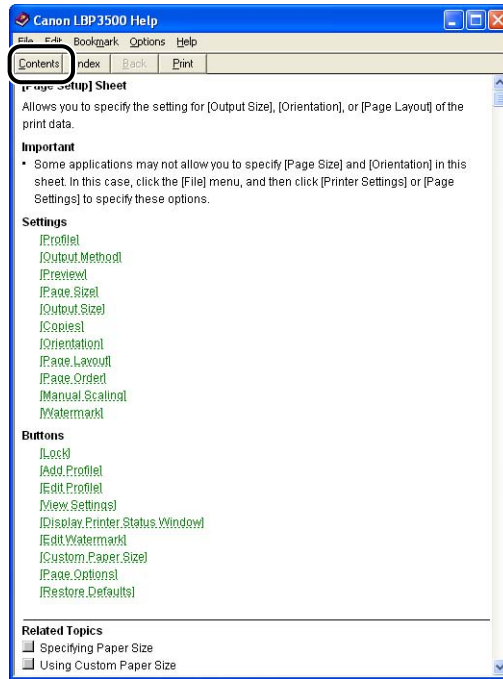 Canon LBP3500 Help
File Edit Bookmark Options Help
Contents Index Back Print
[Page Setup] Sheet
Allows you to specify the setting for [Output Size], [Orientation], or [Page Layout] of the
print data.
Important
• Some applications may not allow you to specify [Page Size] and [Orientation] in this
sheet. In this case, click the [File] menu, and then click [Printer Settings] or [Page
Settings] to specify these options.
Settings
[Profile]
[Output Method]
[Preview]
[Page Size]
[Output Size]
[Copies]
[Orientation]
[Page Layout]
[Page Order]
[Manual Scaling]
[Watermark]
Buttons
[Lock]
[Add Profile]
[Edit Profile]
[View Settings]
[Display Printer Status Window]
[Edit Watermark]
[Custom Paper Size]
[Page Options]
[Restore Defaults]
Related Topics
Specifying Paper Size
Using Custom Paper Size